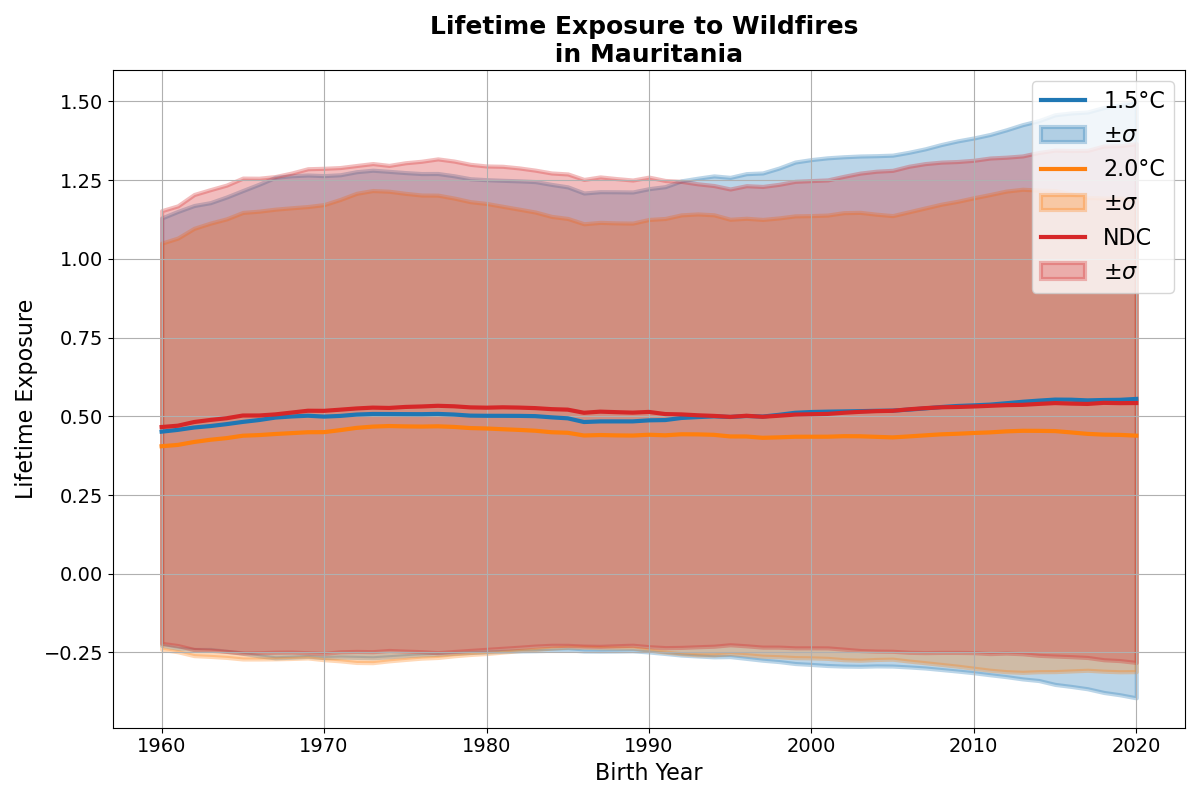 Lifetime Exposure to Wildfires
in Mauritania
Lifetime Exposure
1.50
1.25
1.00
0.75
0.50
0.25
0.00
−0.25
1960
1970
1980
1990
2000
2010
2020
Birth Year
1.5°C
±σ
2.0°C
±σ
NDC
±σ